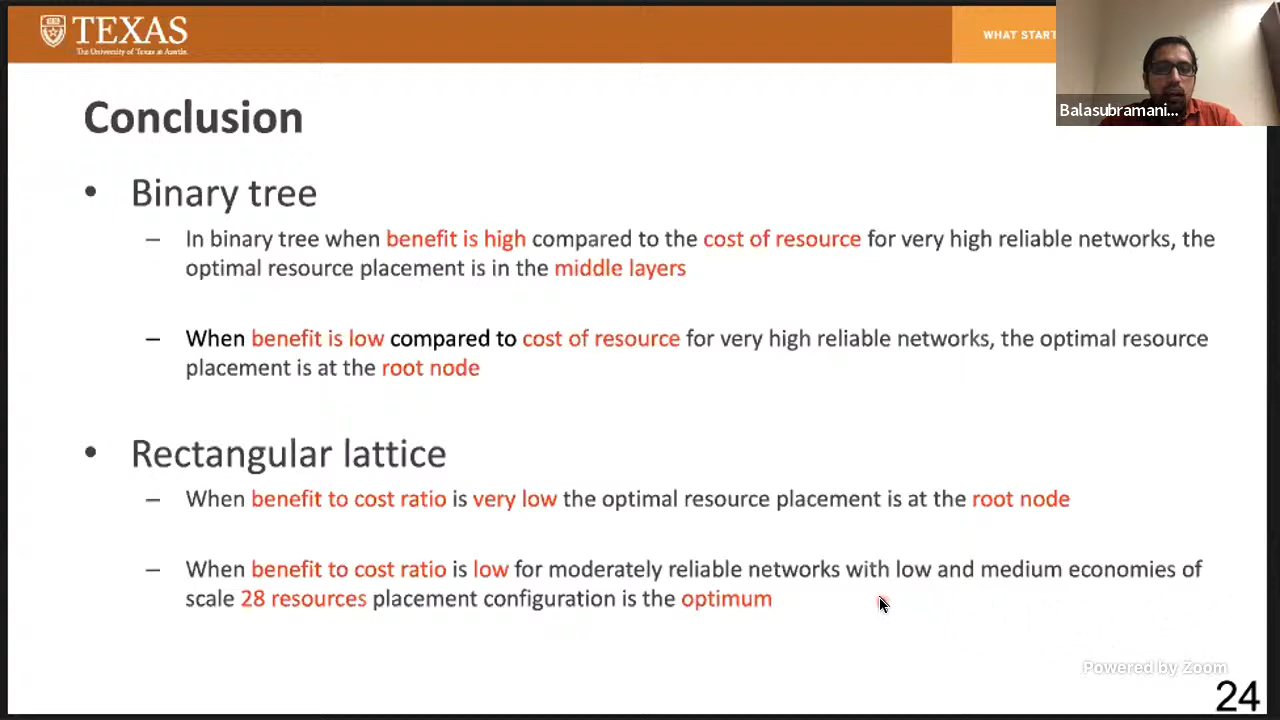 TEXAS
The University of Texas at Austin
WHAT START
Balasubramani...
Conclusion
• Binary tree
– In binary tree when benefit is high compared to the cost of resource for very high reliable networks, the
optimal resource placement is in the middle layers
– When benefit is low compared to cost of resource for very high reliable networks, the optimal resource
placement is at the root node
• Rectangular lattice
– When benefit to cost ratio is very low the optimal resource placement is at the root node
– When benefit to cost ratio is low for moderately reliable networks with low and medium economies of
scale 28 resources placement configuration is the optimum
Powered by Zoom
24